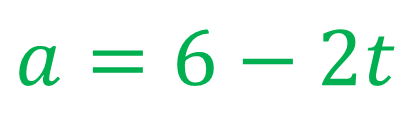 a = 6 − 2t